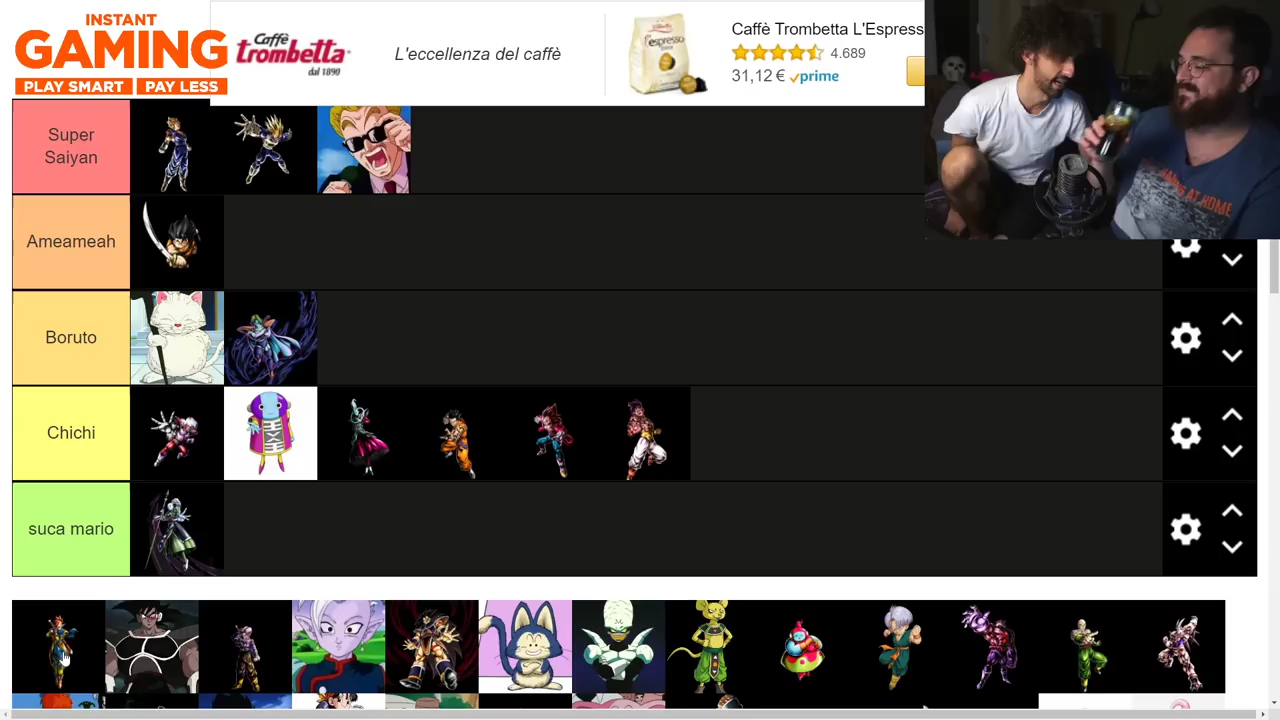 INSTANT
GAMING
PLAY SMART PAY LESS
Caffè
trombetta
dal 1890
L'eccellenza del caffè
Caffè Trombetta L'Espress
4.689
31,12 € prime
Super
Saiyan
Ameameah
Boruto
Chichi
suca mario